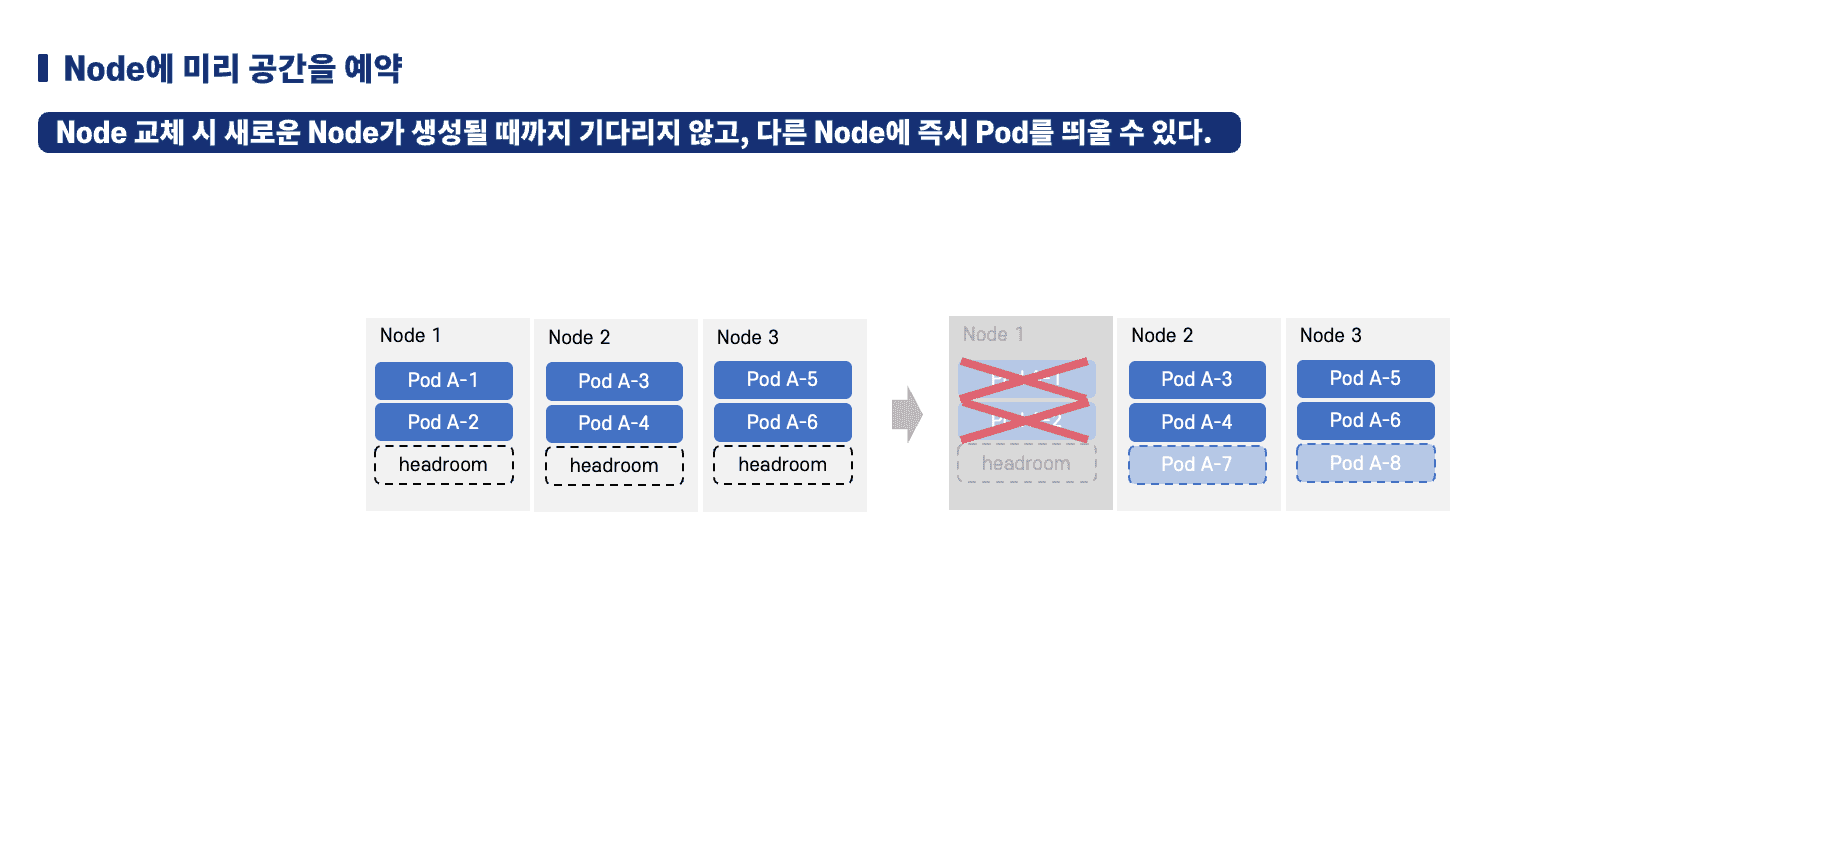 Node에 미리 공간을 예약
Node 교체 시 새로운 Node가 생성될 때까지 기다리지 않고, 다른 Node에 즉시 Pod를 띄울 수 있다.
Node 1
Pod A-1
Pod A-2
headroom
Node 2
Pod A-3
Pod A-4
headroom
Node 3
Pod A-5
Pod A-6
headroom
Node 1
Pod A-1
Pod A-2
headroom
Node 2
Pod A-3
Pod A-4
Pod A-7
Node 3
Pod A-5
Pod A-6
Pod A-8